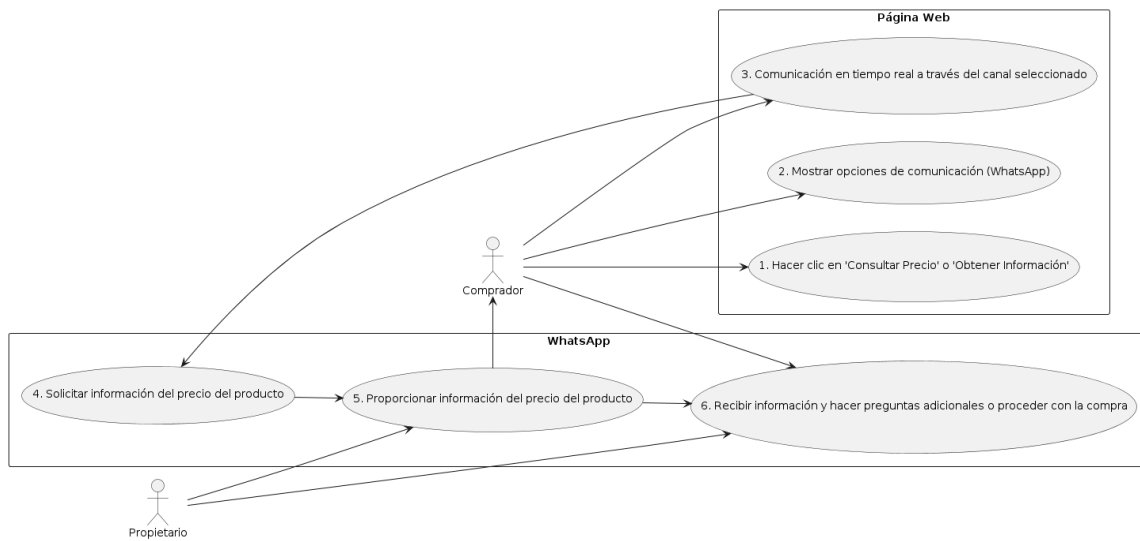 Página Web
3. Comunicación en tiempo real a través del canal seleccionado
2. Mostrar opciones de comunicación (WhatsApp)
1. Hacer clic en 'Consultar Precio' o 'Obtener Información'
Comprador
WhatsApp
4. Solicitar información del precio del producto
5. Proporcionar información del precio del producto
6. Recibir información y hacer preguntas adicionales o proceder con la compra
Propietario